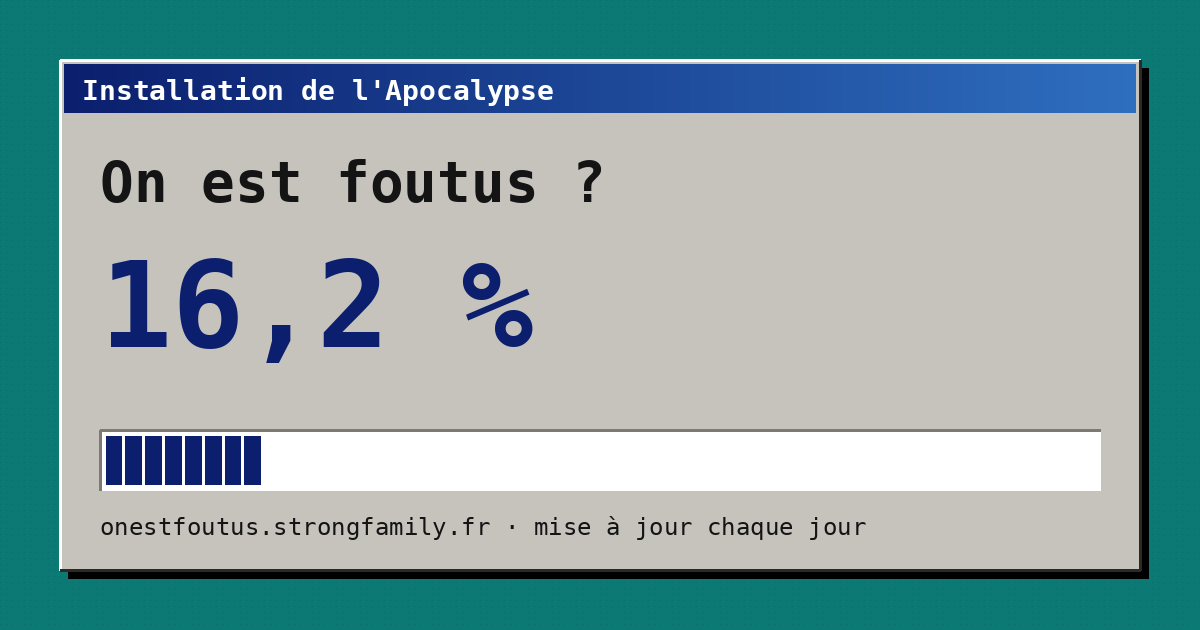 Installation de l'Apocalypse
On est foutus ?
16,2 %
onestfoutus.strongfamily.fr · mise à jour chaque jour